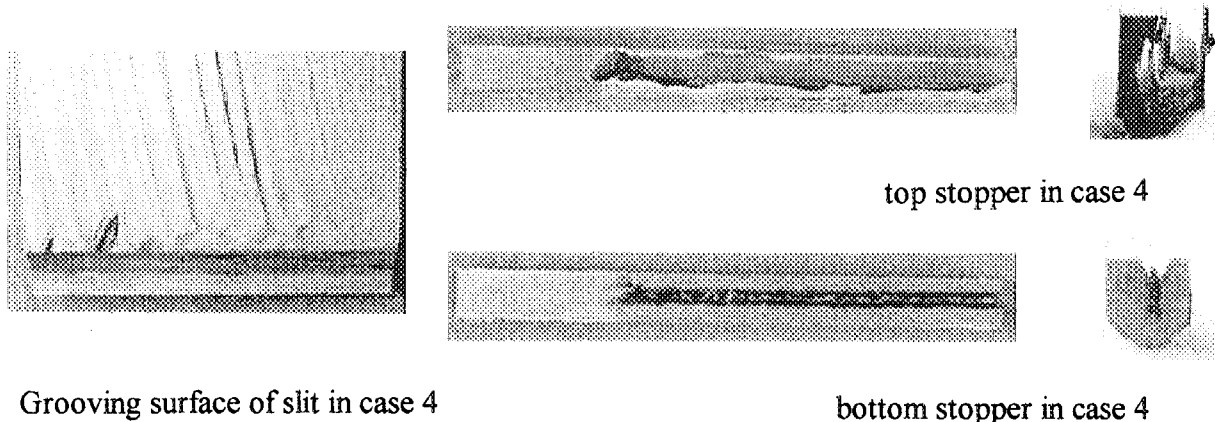 top stopper in case 4
Grooving surface of slit in case 4
bottom stopper in case 4